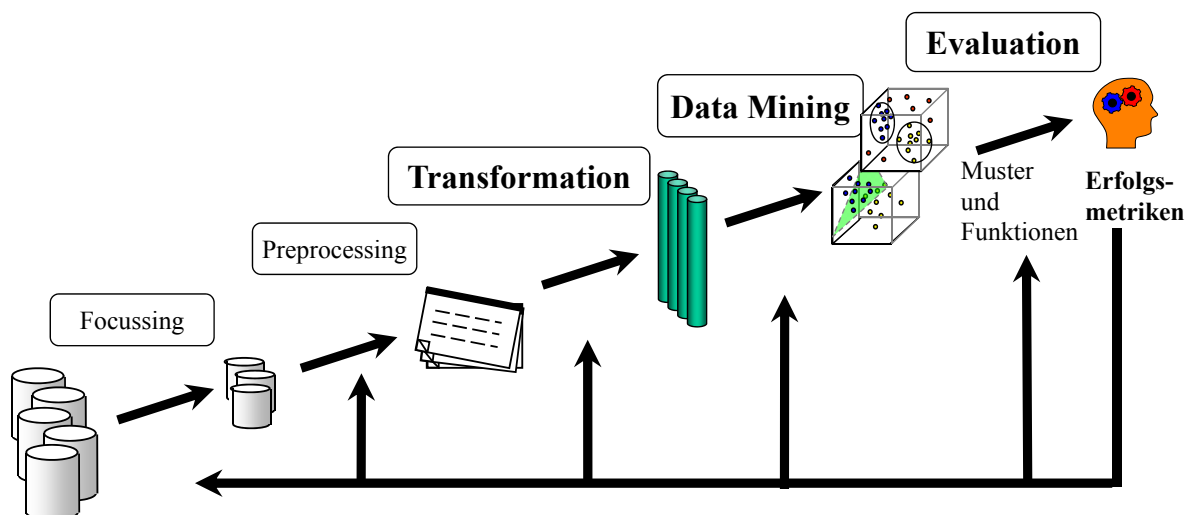 Evaluation
Data Mining
Transformation
Preprocessing
Focussing
Muster
und
Funktionen
Erfolgs-
metriken